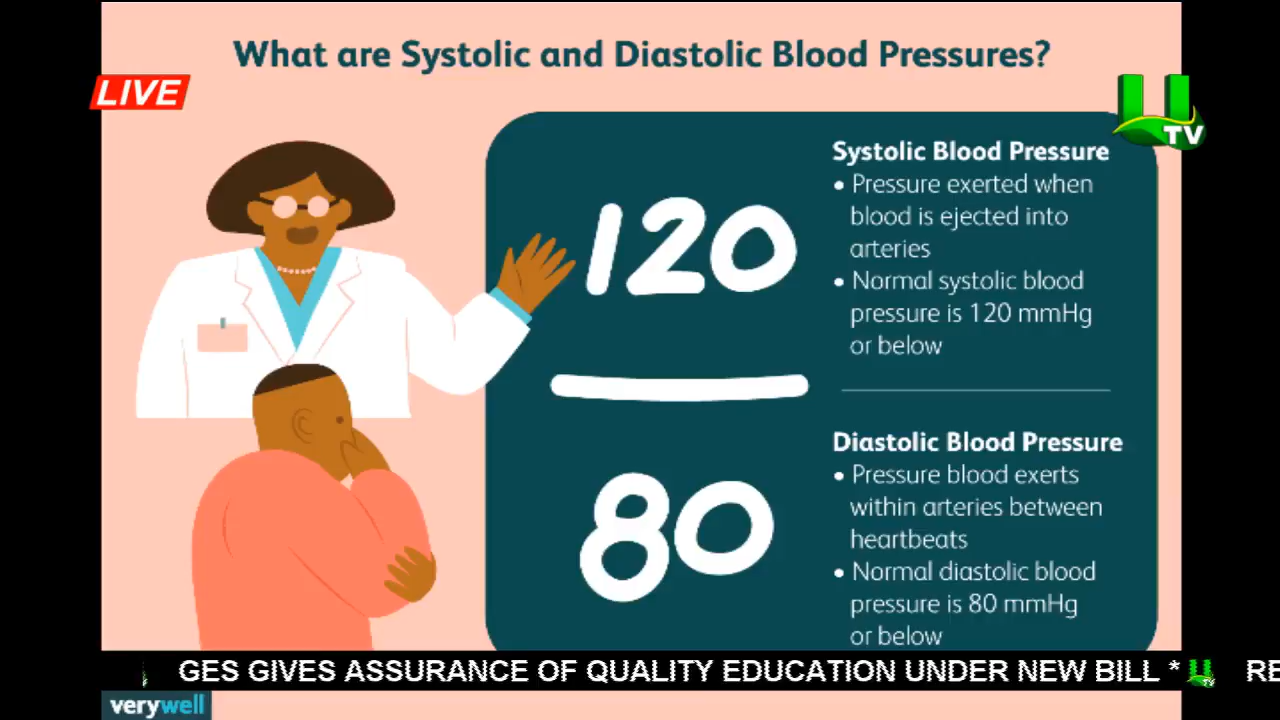 What are Systolic and Diastolic Blood Pressures?
LIVE
U
TV
120
Systolic Blood Pressure
• Pressure exerted when
blood is ejected into
arteries
• Normal systolic blood
pressure is 120 mmHg
or below
80
Diastolic Blood Pressure
• Pressure blood exerts
within arteries between
heartbeats
• Normal diastolic blood
pressure is 80 mmHg
or below
GES GIVES ASSURANCE OF QUALITY EDUCATION UNDER NEW BILL * U TV RE
verywell